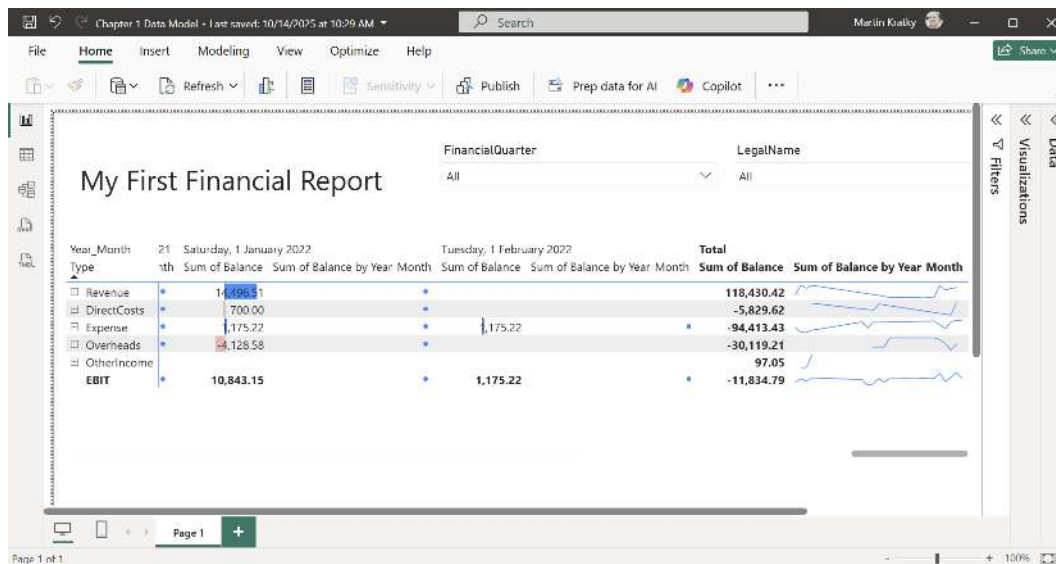 Chapter 1 Data Model • Last saved: 10/14/2025 at 10:29 AM
Search
Martin Kratky
File Home Insert Modeling View Optimize Help
Share
Refresh Sensitivity Publish Prep data for AI Copilot
FinancialQuarter LegalName
All All
My First Financial Report
Year_Month 21 Saturday, 1 January 2022 Tuesday, 1 February 2022 Total
Type nth Sum of Balance Sum of Balance by Year Month Sum of Balance Sum of Balance by Year Month Sum of Balance Sum of Balance by Year Month
Revenue 14,496.51 118,430.42
DirectCosts 700.00 -5,829.62
Expense 1,175.22 1,175.22 -94,413.43
Overheads -4,128.58 -30,119.21
OtherIncome 97.05
EBIT 10,843.15 1,175.22 -11,834.79
Filters
Visualizations
Data
Page 1
Page 1 of 1
100%